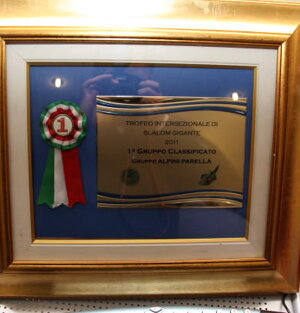 1
TROFEO INTERSEZIONALE DI
SLALOM GIGANTE
2011
1° GRUPPO CLASSIFICATO
GRUPPO ALPINI PARELLA